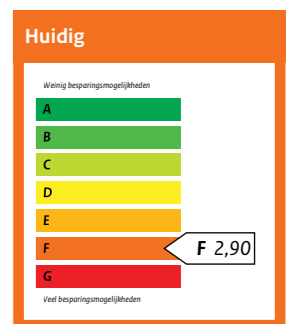 Huidig
Weinig besparingsmogelijkheden
A
B
C
D
E
F
F 2,90
G
Veel besparingsmogelijkheden